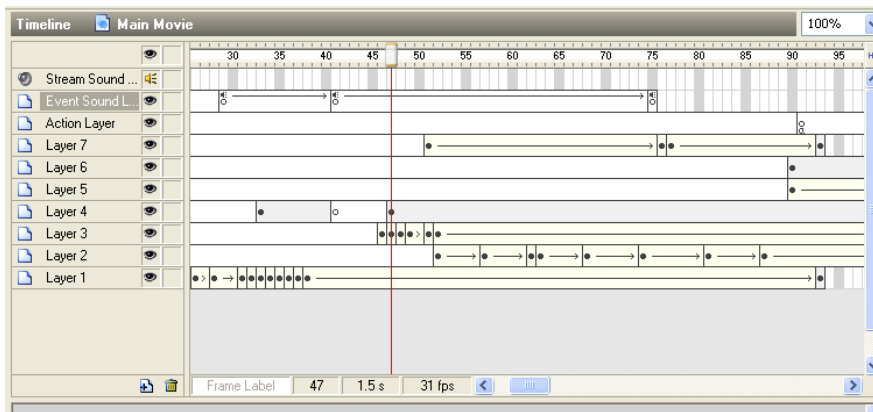 Timeline Main Movie 100%
30 35 40 45 50 55 60 65 70 75 80 85 90 95
Stream Sound ...
Event Sound L...
Action Layer
Layer 7
Layer 6
Layer 5
Layer 4
Layer 3
Layer 2
Layer 1
Frame Label 47 1.5 s 31 fps